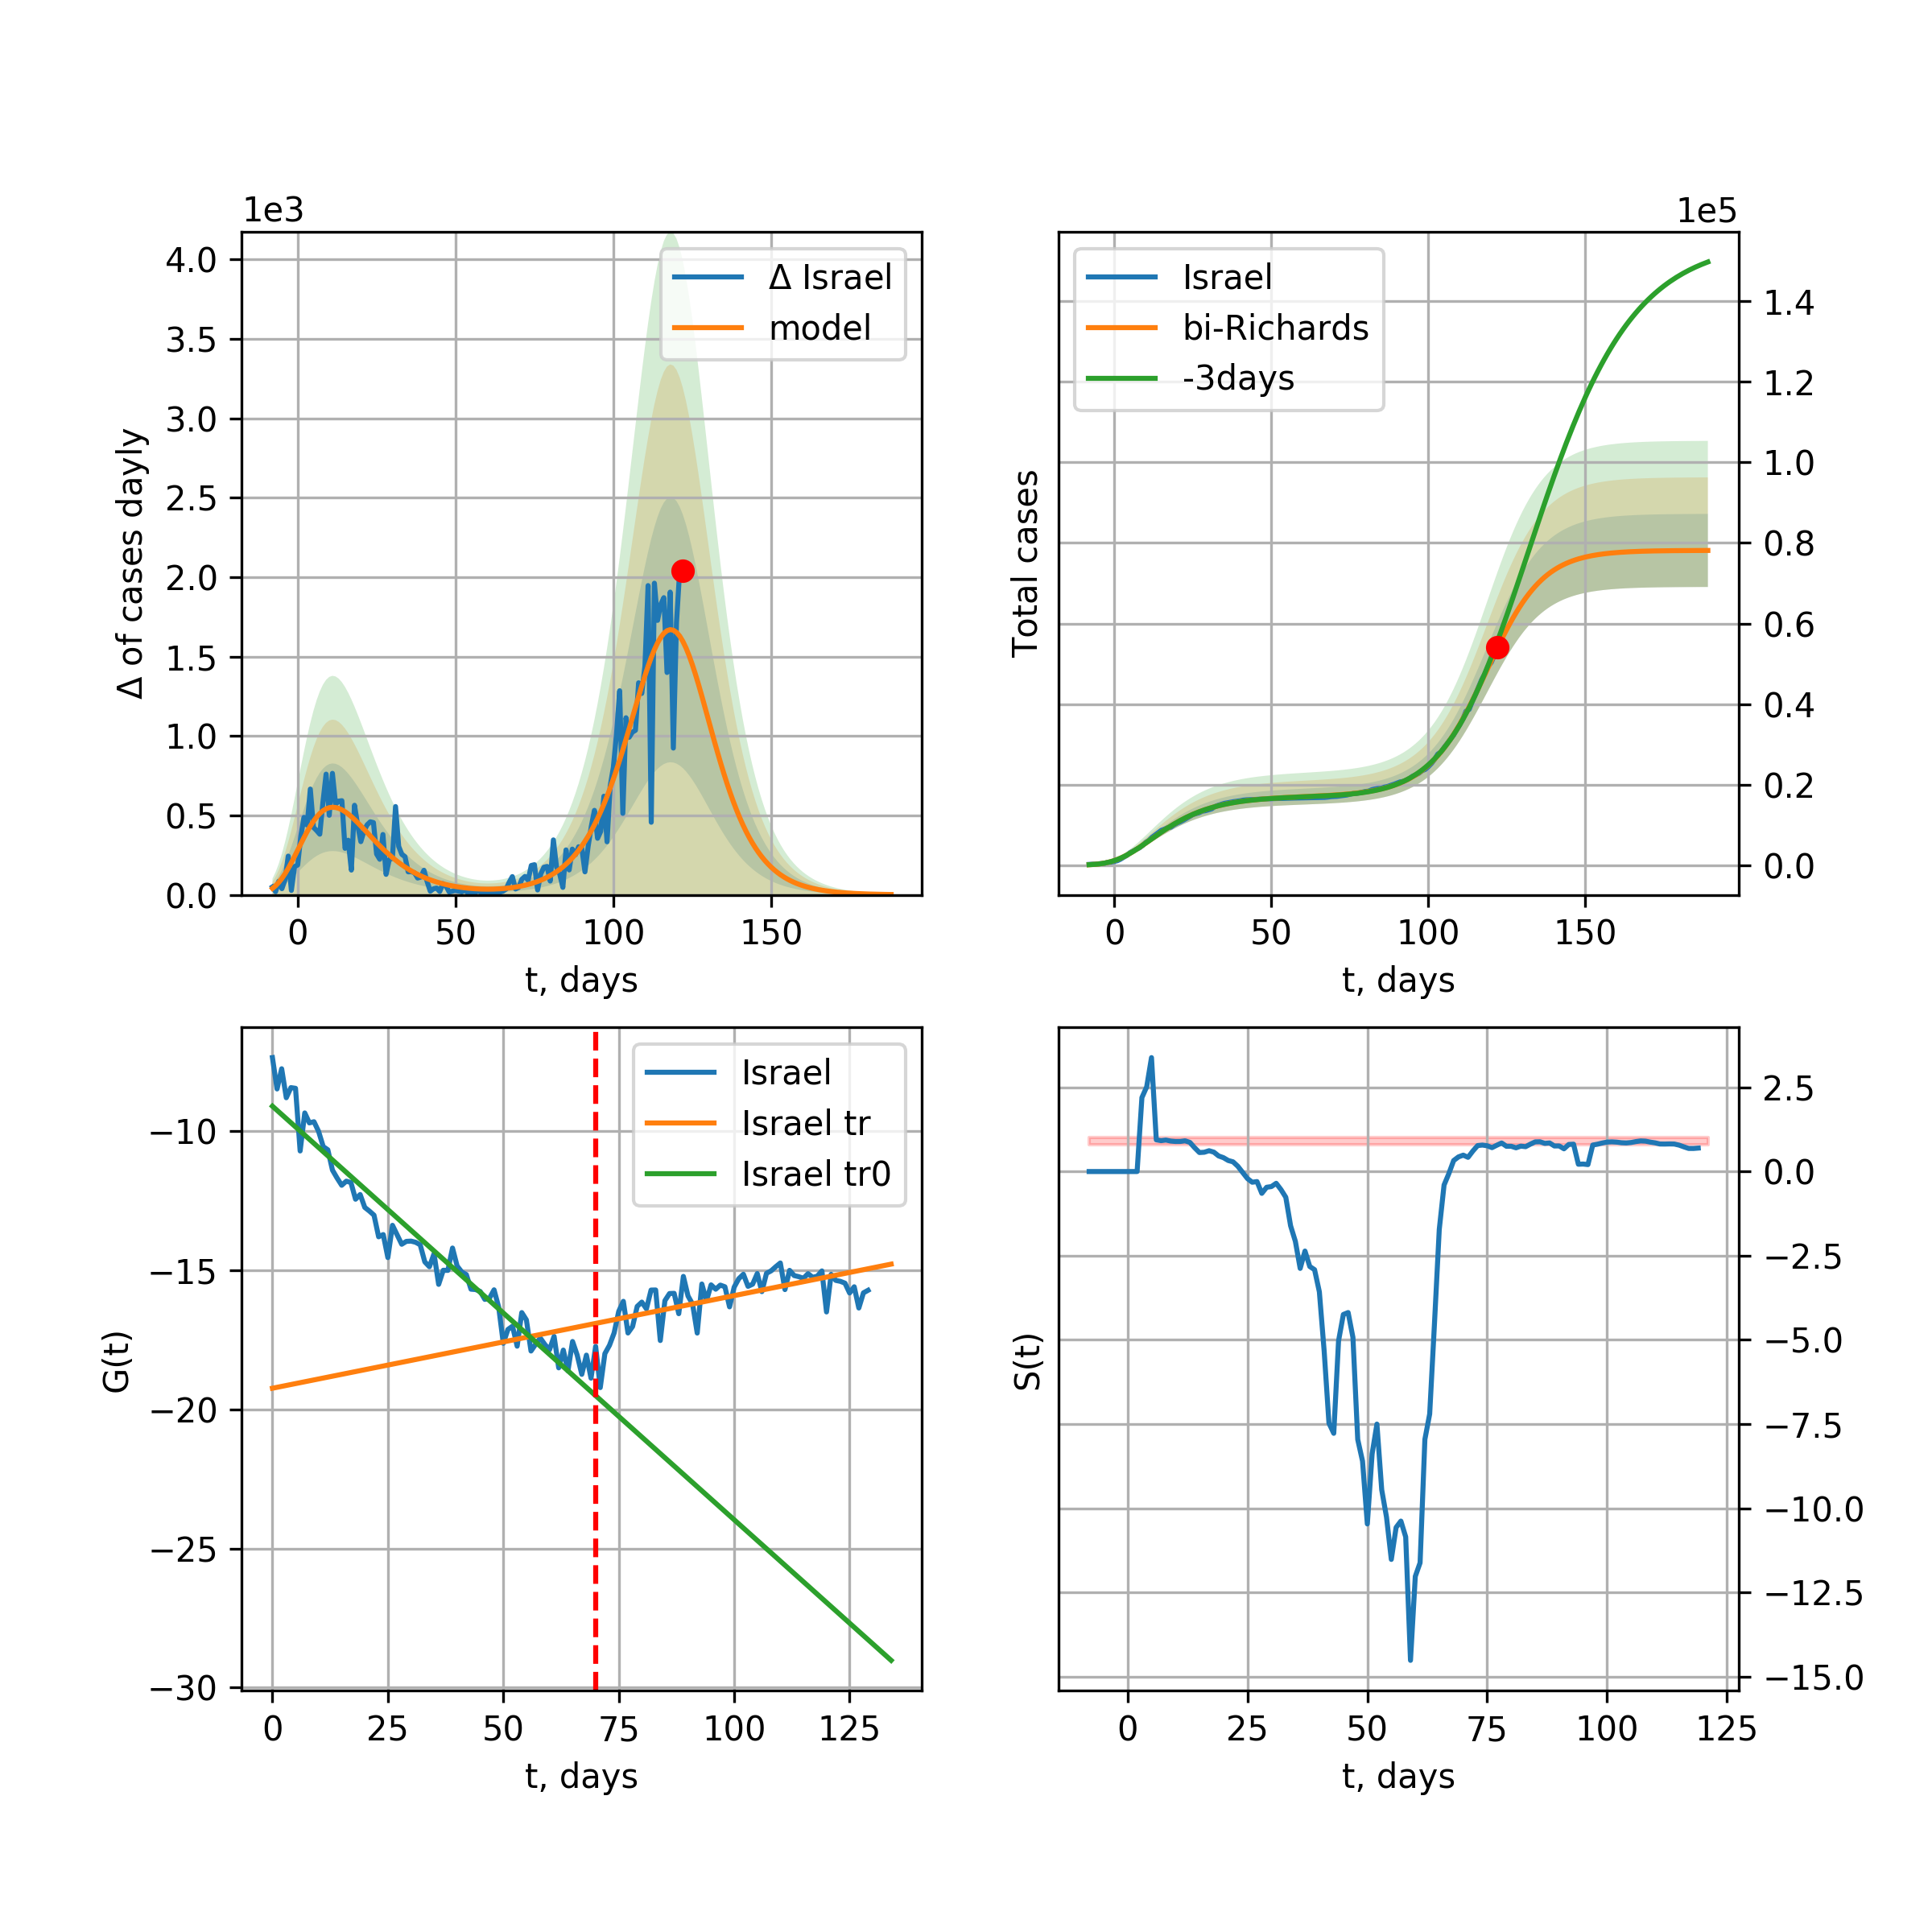 1e3
4.0
3.5
3.0
2.5
2.0
1.5
1.0
0.5
0.0
Δ of cases dayly
Δ Israel
model
0 50 100 150
t, days
1e5
Israel
bi-Richards
-3days
Total cases
1.4
1.2
1.0
0.8
0.6
0.4
0.2
0.0
0 50 100 150
t, days
Israel
Israel tr
Israel tr0
G(t)
−10
−15
−20
−25
−30
0 25 50 75 100 125
t, days
S(t)
2.5
0.0
−2.5
−5.0
−7.5
−10.0
−12.5
−15.0
0 25 50 75 100 125
t, days